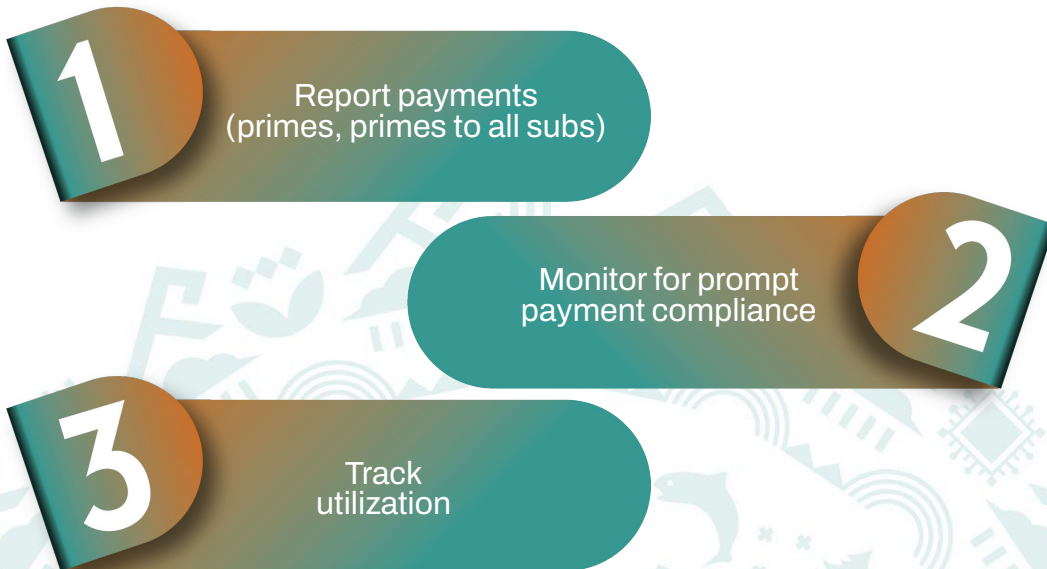 1
Report payments
(primes, primes to all subs)
2
Monitor for prompt
payment compliance
3
Track
utilization